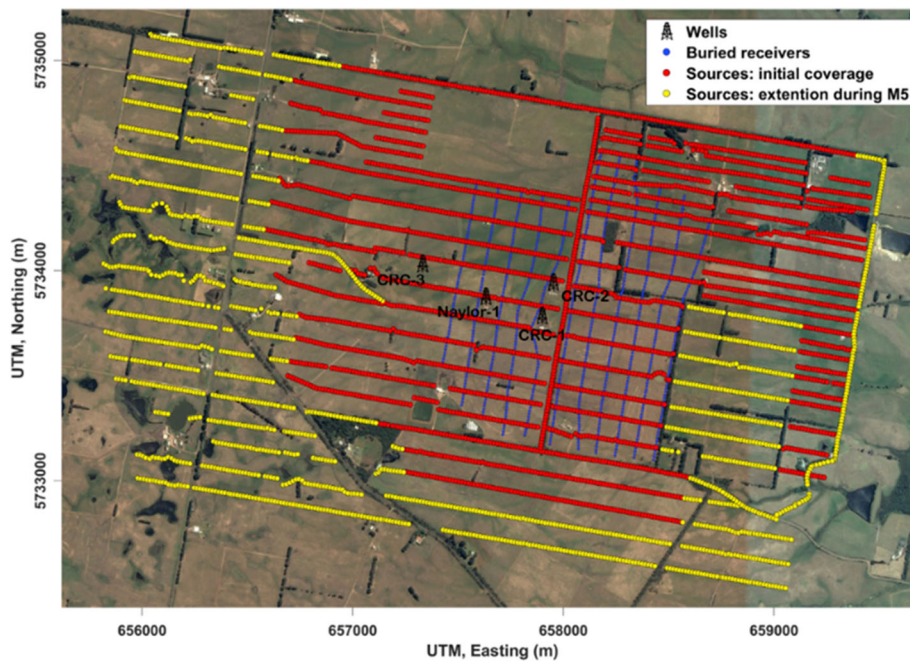 Wells
Buried receivers
Sources: initial coverage
Sources: extention during M5
5735000
5734000
5733000
UTM, Northing (m)
CRC-3
CRC-2
Naylor-1
CRC-1
656000
657000
658000
659000
UTM, Easting (m)